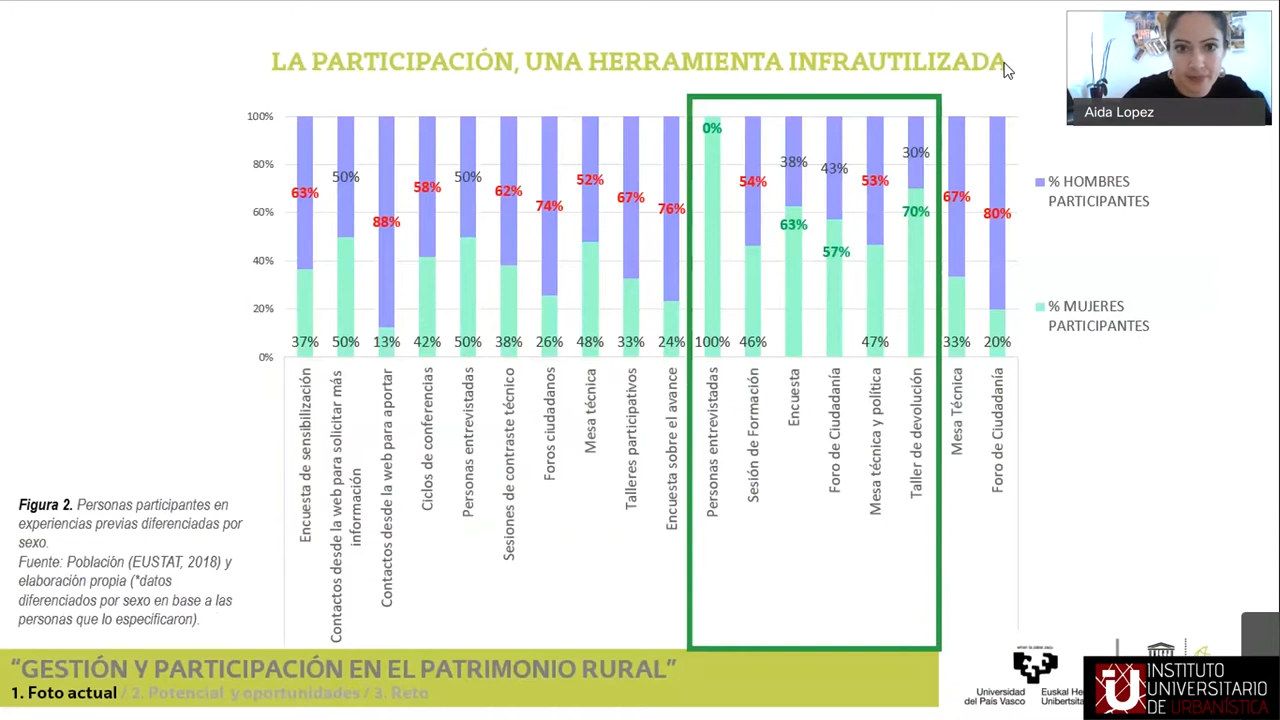 LA PARTICIPACIÓN, UNA HERRAMIENTA INFRAUTILIZADA
Aida Lopez
100%
80%
60%
40%
20%
0%
63%
50%
88%
58%
50%
62%
74%
52%
67%
76%
0%
54%
38%
43%
53%
30%
67%
80%
63%
57%
70%
37%
50%
13%
42%
50%
38%
26%
48%
33%
24%
100%
46%
47%
33%
20%
% HOMBRES
PARTICIPANTES
% MUJERES
PARTICIPANTES
Encuesta de sensibilización
Contactos desde la web para solicitar más
información
Contactos desde la web para aportar
Ciclos de conferencias
Personas entrevistadas
Sesiones de contraste técnico
Foros ciudadanos
Mesa técnica
Talleres participativos
Encuesta sobre el avance
Personas entrevistadas
Sesión de Formación
Encuesta
Foro de Ciudadanía
Mesa técnica y política
Taller de devolución
Mesa Técnica
Foro de Ciudadanía
Figura 2. Personas participantes en
experiencias previas diferenciadas por
sexo.
Fuente: Población (EUSTAT, 2018) y
elaboración propia (*datos
diferenciados por sexo en base a las
personas que lo especificaron).
“GESTIÓN Y PARTICIPACIÓN EN EL PATRIMONIO RURAL”
1. Foto actual / 2. Potencial y oportunidades / 3. Reto
Universidad
del País Vasco
Euskal He
Unibertsita
INSTITUTO
UNIVERSITARIO
DE URBANÍSTICA